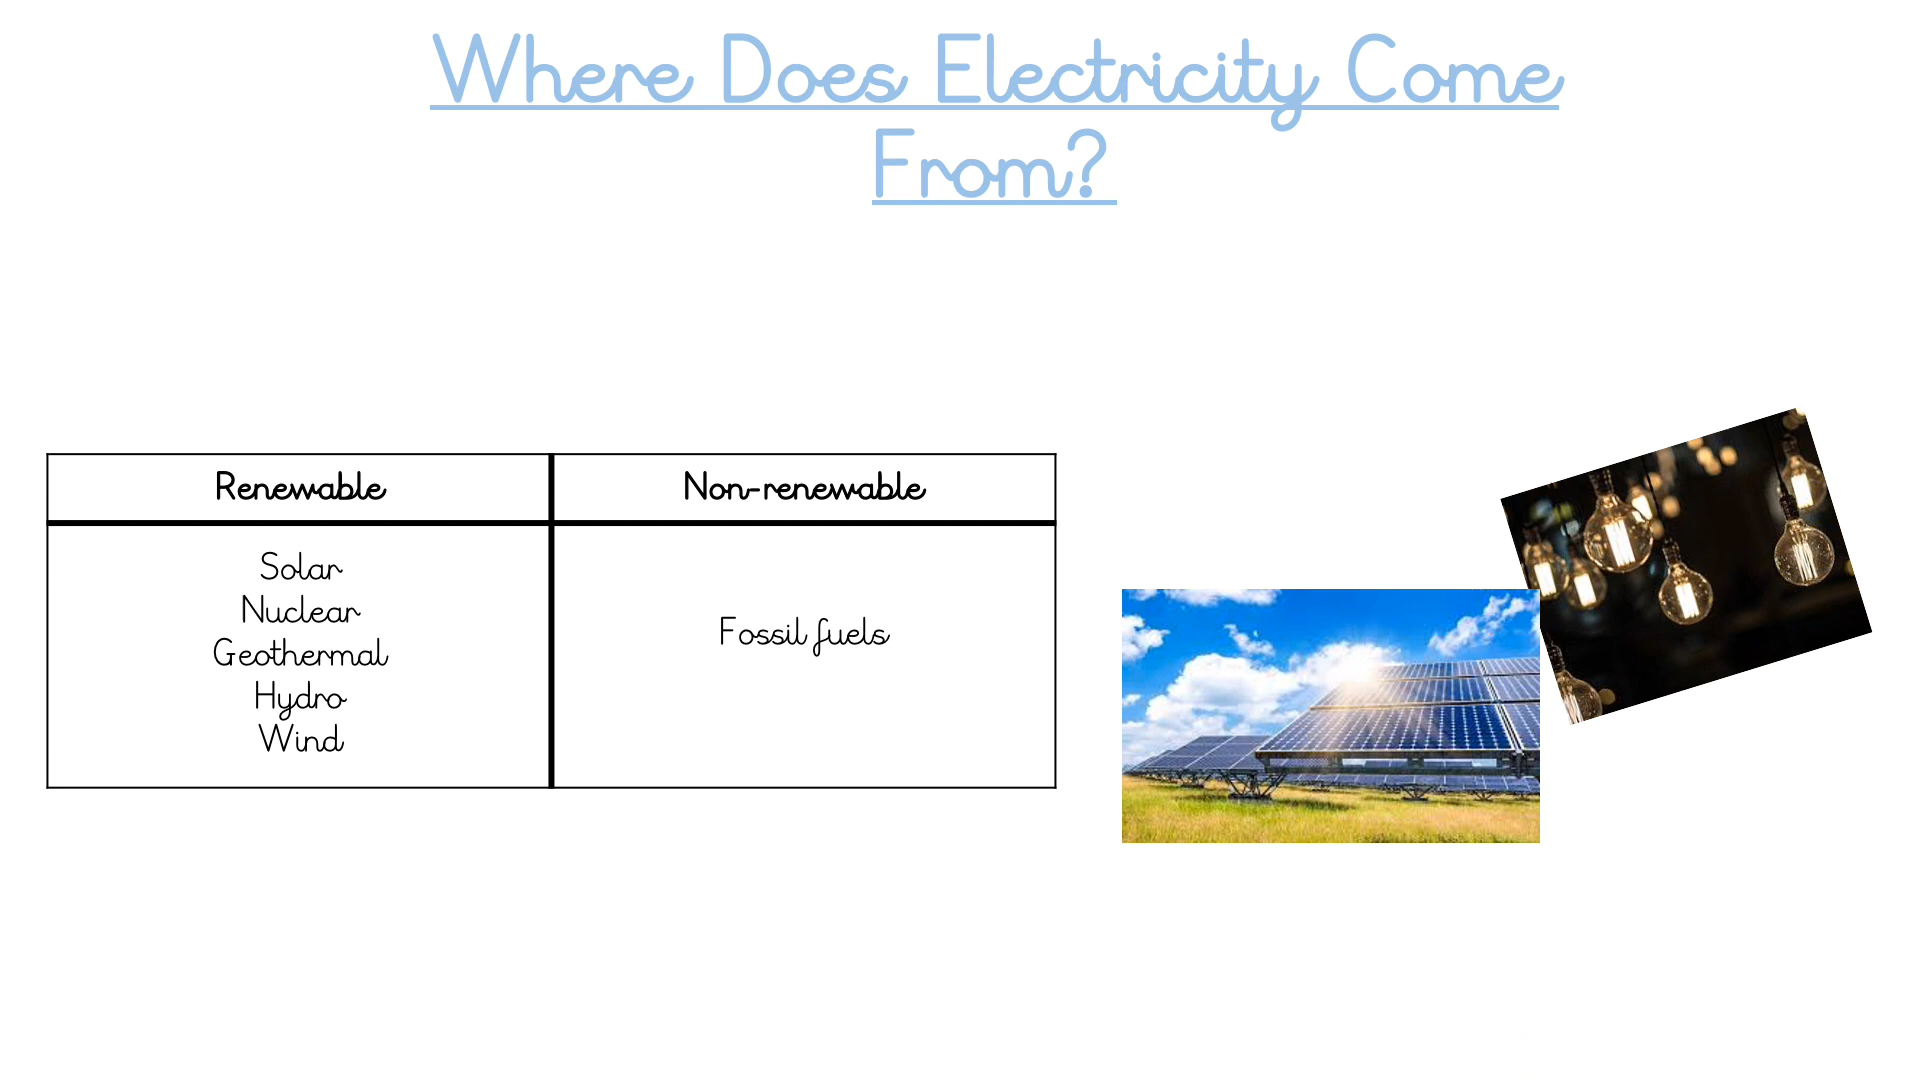 Where Does Electricity Come
From?
Renewable
Non-renewable
Solar
Nuclear
Geothermal
Hydro
Wind
Fossil fuels